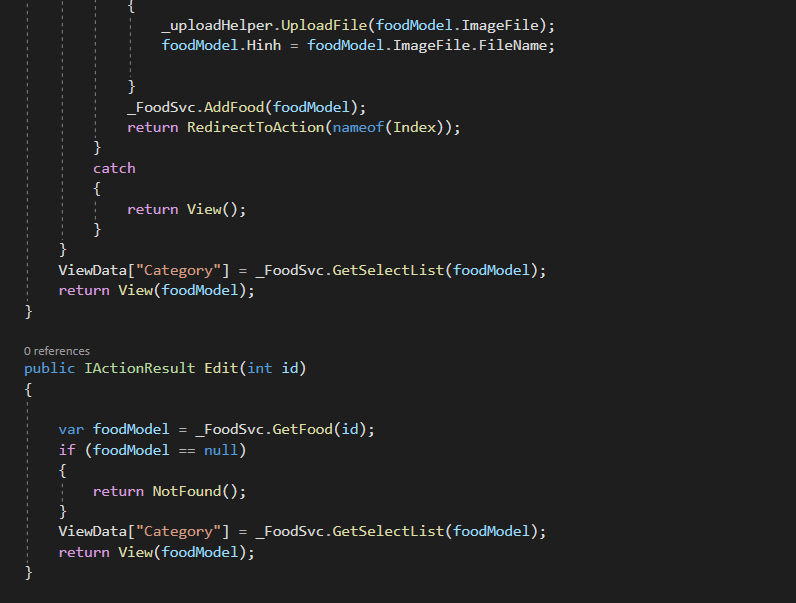 {
_uploadHelper.UploadFile(foodModel.ImageFile);
foodModel.Hinh = foodModel.ImageFile.FileName;
}
_FoodSvc.AddFood(foodModel);
return RedirectToAction(nameof(Index));
}
catch
{
return View();
}
}
ViewData["Category"] = _FoodSvc.GetSelectList(foodModel);
return View(foodModel);
}
0 references
public IActionResult Edit(int id)
{
var foodModel = _FoodSvc.GetFood(id);
if (foodModel == null)
{
return NotFound();
}
ViewData["Category"] = _FoodSvc.GetSelectList(foodModel);
return View(foodModel);
}